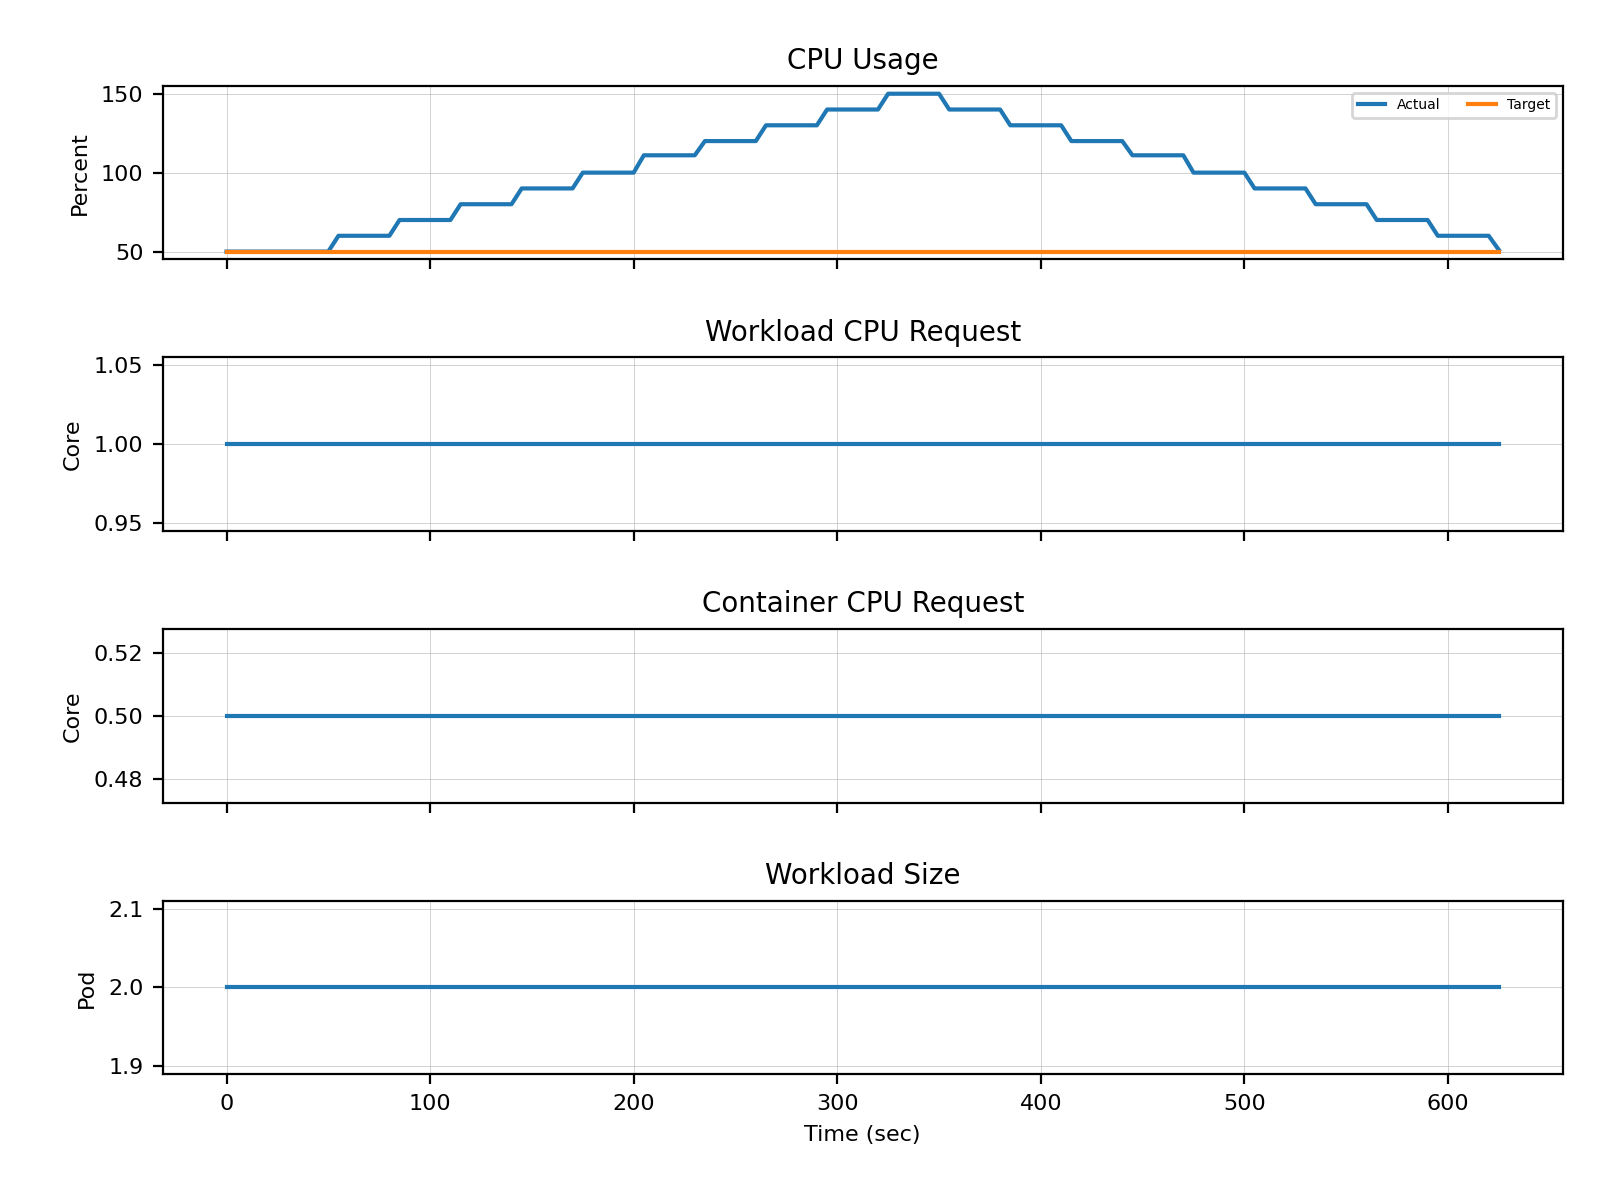 CPU Usage
150
100
50
Percent
Actual Target
Workload CPU Request
1.05
1.00
0.95
Core
Container CPU Request
0.52
0.50
0.48
Core
Workload Size
2.1
2.0
1.9
Pod
0 100 200 300 400 500 600
Time (sec)